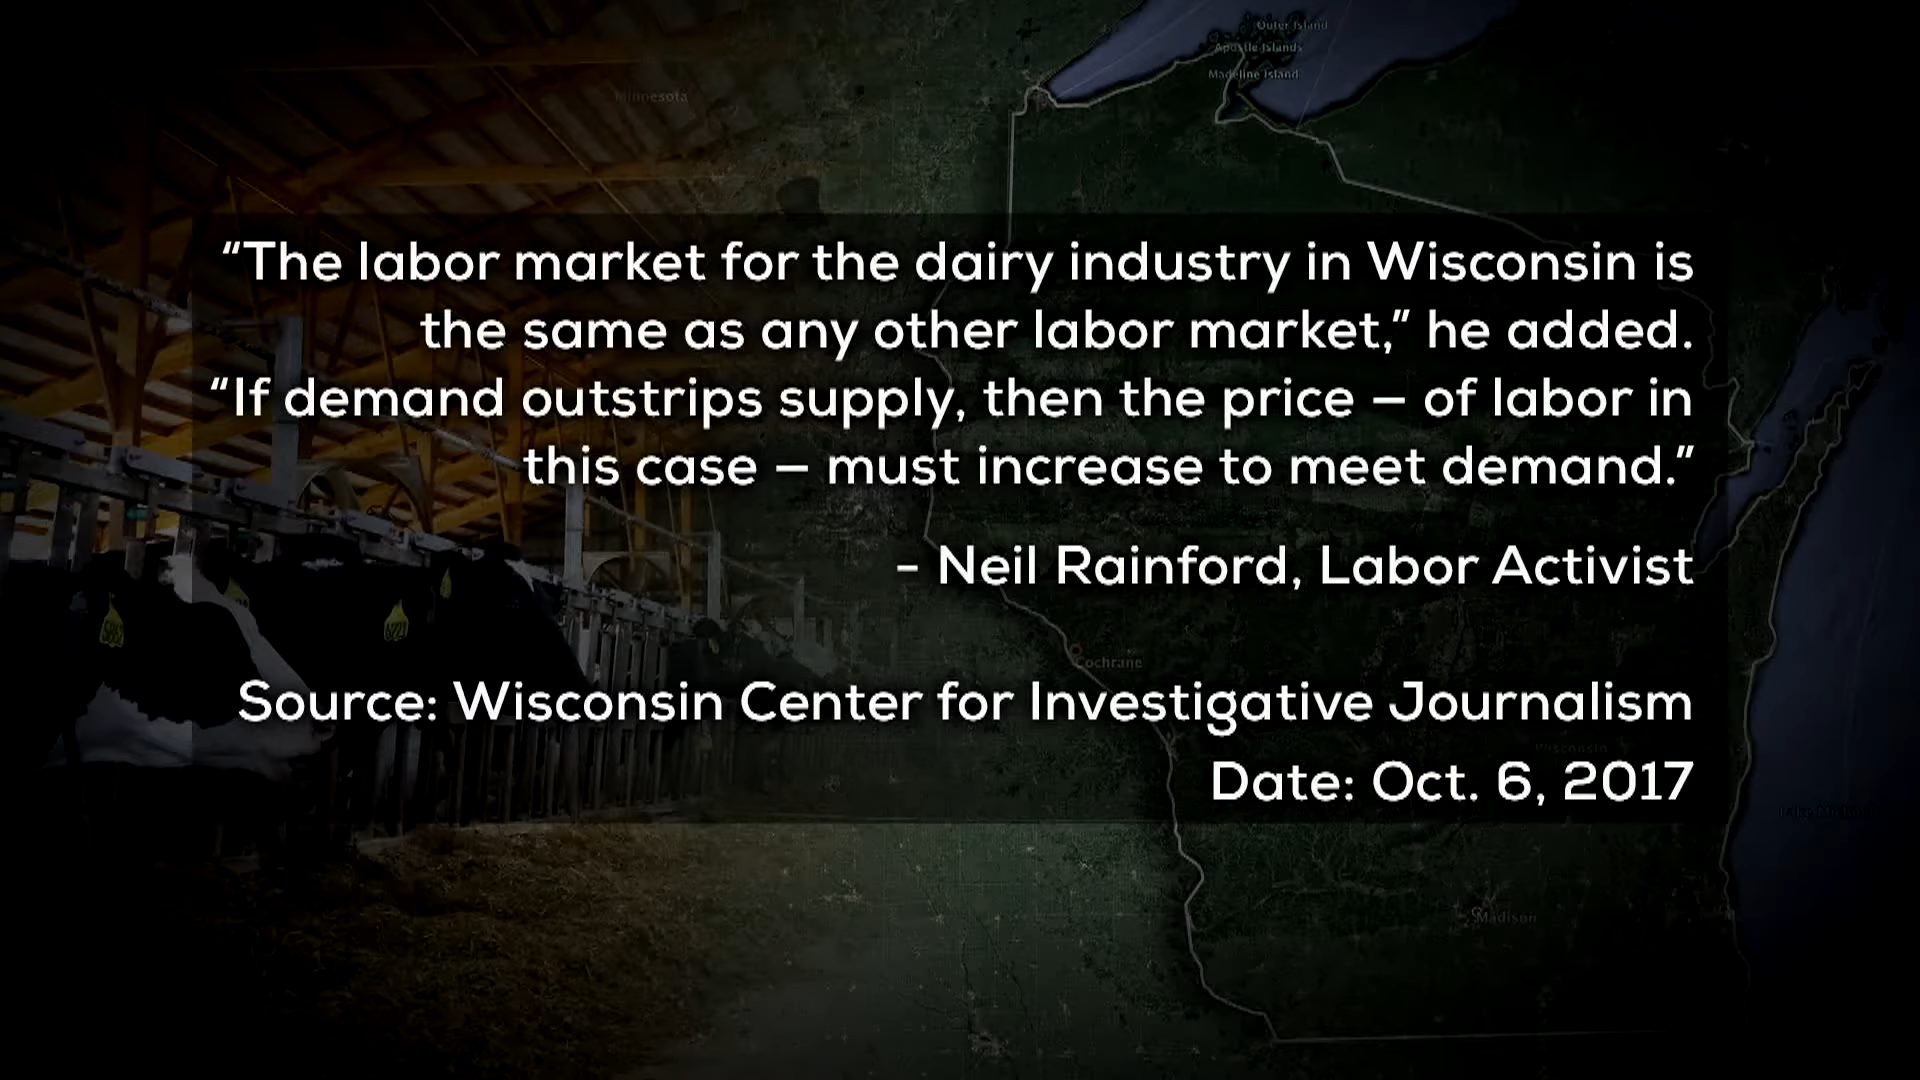 Outer Island
Apostle Islands
Madeline Island
Minnesota
“The labor market for the dairy industry in Wisconsin is
the same as any other labor market,” he added.
“If demand outstrips supply, then the price – of labor in
this case – must increase to meet demand.”
- Neil Rainford, Labor Activist
6221
Cochrane
Source: Wisconsin Center for Investigative Journalism
Wisconsin
Date: Oct. 6, 2017
Madison